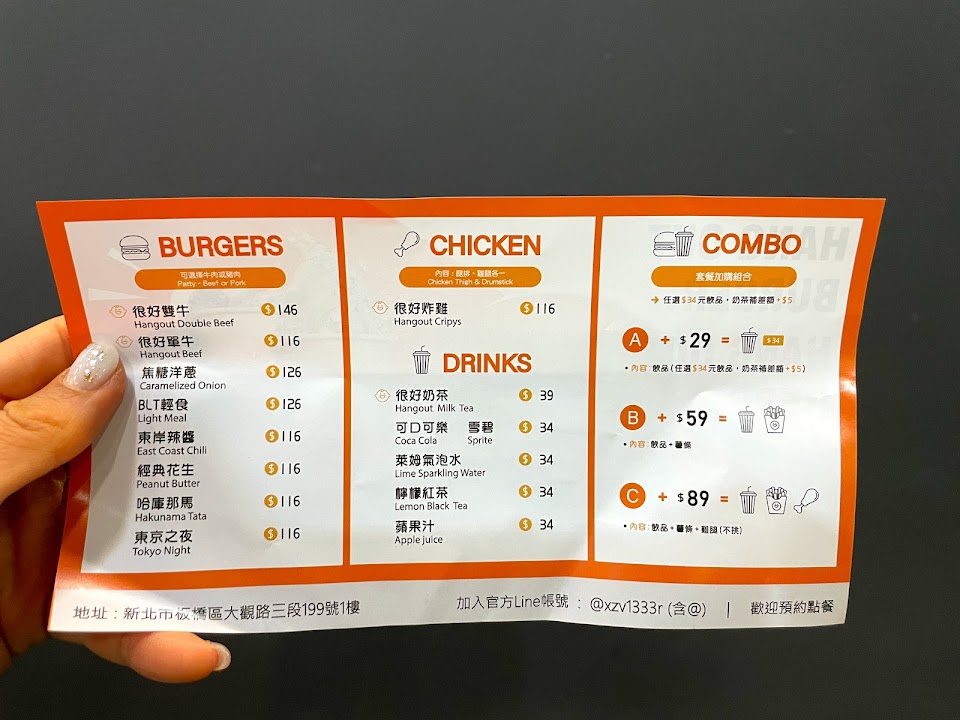 BURGERS
可選擇牛肉或豬肉
Patty - Beef or Pork
很好雙牛 $146
Hangout Double Beef
很好單牛 $116
Hangout Beef
焦糖洋蔥 $126
Caramelized Onion
BLT輕食 $126
Light Meal
東岸辣醬 $116
East Coast Chili
經典花生 $116
Peanut Butter
哈庫那馬 $116
Hakunama Tata
東京之夜 $116
Tokyo Night
CHICKEN
內容:腿排、雞腿各一
Chicken Thigh & Drumstick
很好炸雞 $116
Hangout Cripys
DRINKS
很好奶茶 $ 39
Hangout Milk Tea
可口可樂 雪碧 $ 34
Coca Cola Sprite
萊姆氣泡水 $ 34
Lime Sparkling Water
檸檬紅茶 $ 34
Lemon Black Tea
蘋果汁 $ 34
Apple juice
COMBO
套餐加購組合
→ 任選$34元飲品,奶茶補差額+$5
A + $29 = $34
• 內容:飲品(任選$34元飲品,奶茶補差額+$5)
B + $59 =
• 內容:飲品+薯條
C + $89 =
• 內容:飲品+薯條+雞腿(不挑)
地址:新北市板橋區大觀路三段199號1樓
加入官方Line帳號 : @xzv1333r (含@) | 歡迎預約點餐